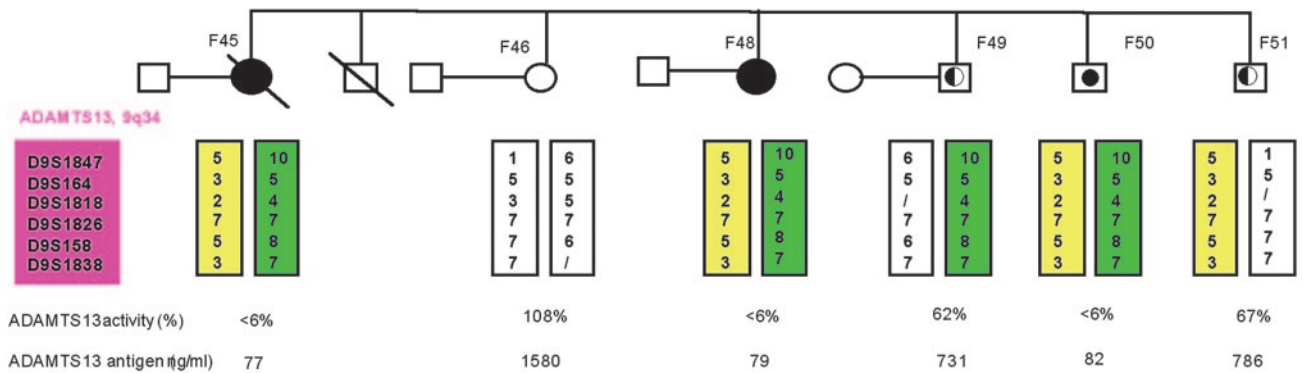 F45 F46 F48 F49 F50 F51
ADAMTS13, 9q34
D9S1847 5 10 1 6 5 10 6 10 5 10 5 1
D9S164 3 5 5 5 3 5 5 5 3 5 3 5
D9S1818 2 4 3 5 2 4 / 4 2 4 2 /
D9S1826 7 7 7 7 7 7 7 7 7 7 7 7
D9S158 5 8 7 6 5 8 6 8 5 8 5 7
D9S1838 3 7 7 / 3 7 7 7 3 7 3 7
ADAMTS13activity (%) <6% 108% <6% 62% <6% 67%
ADAMTS13 antigen (ng/ml) 77 1580 79 731 82 786